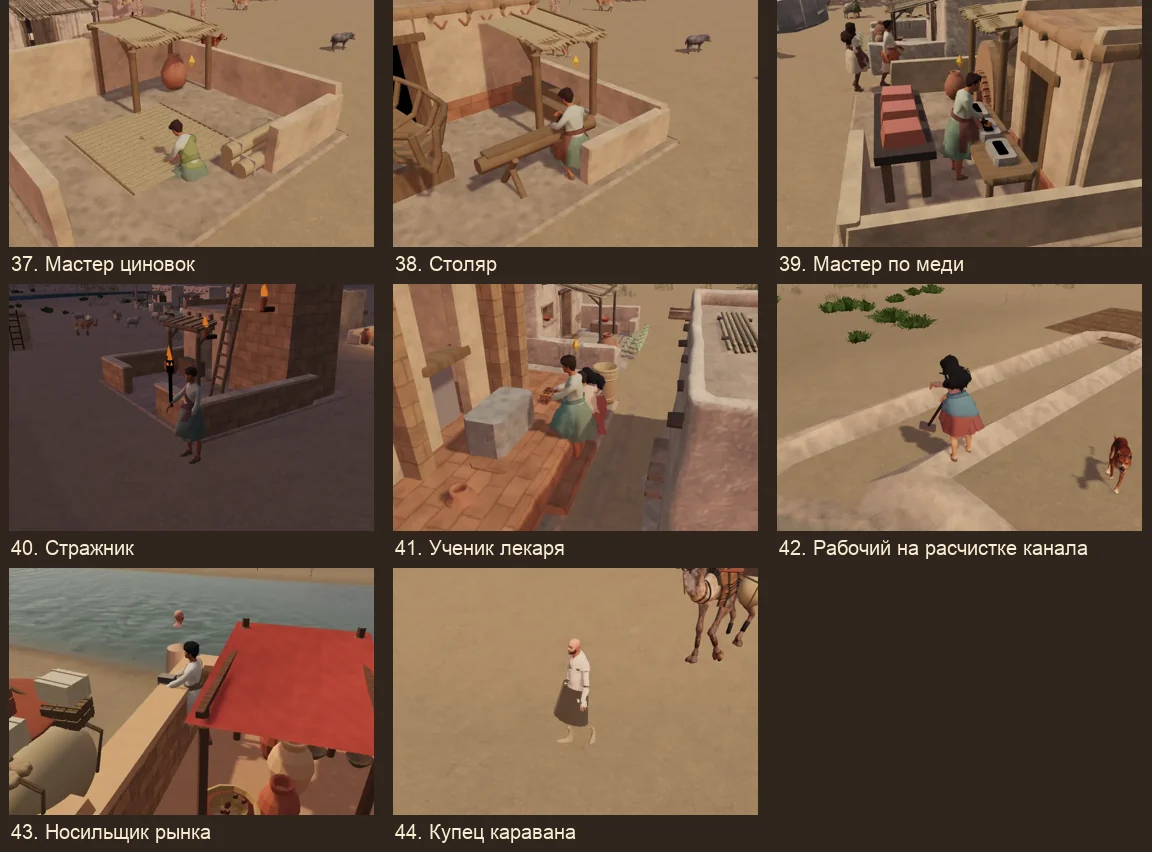 37. Мастер циновок
38. Столяр
39. Мастер по меди
40. Стражник
41. Ученик лекаря
42. Рабочий на расчистке канала
43. Носильщик рынка
44. Купец каравана